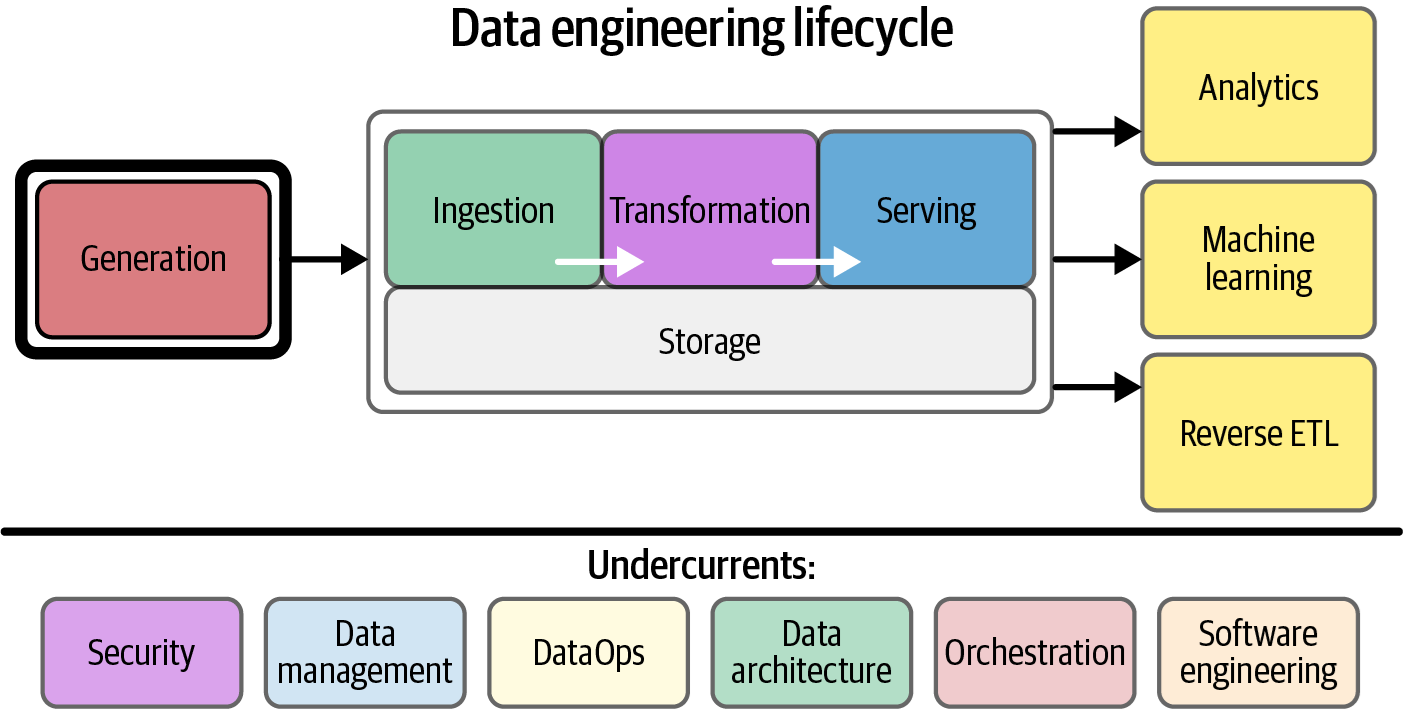 Data engineering lifecycle
Generation
Ingestion
Transformation
Serving
Storage
Analytics
Machine
learning
Reverse ETL
Undercurrents:
Security
Data
management
DataOps
Data
architecture
Orchestration
Software
engineering